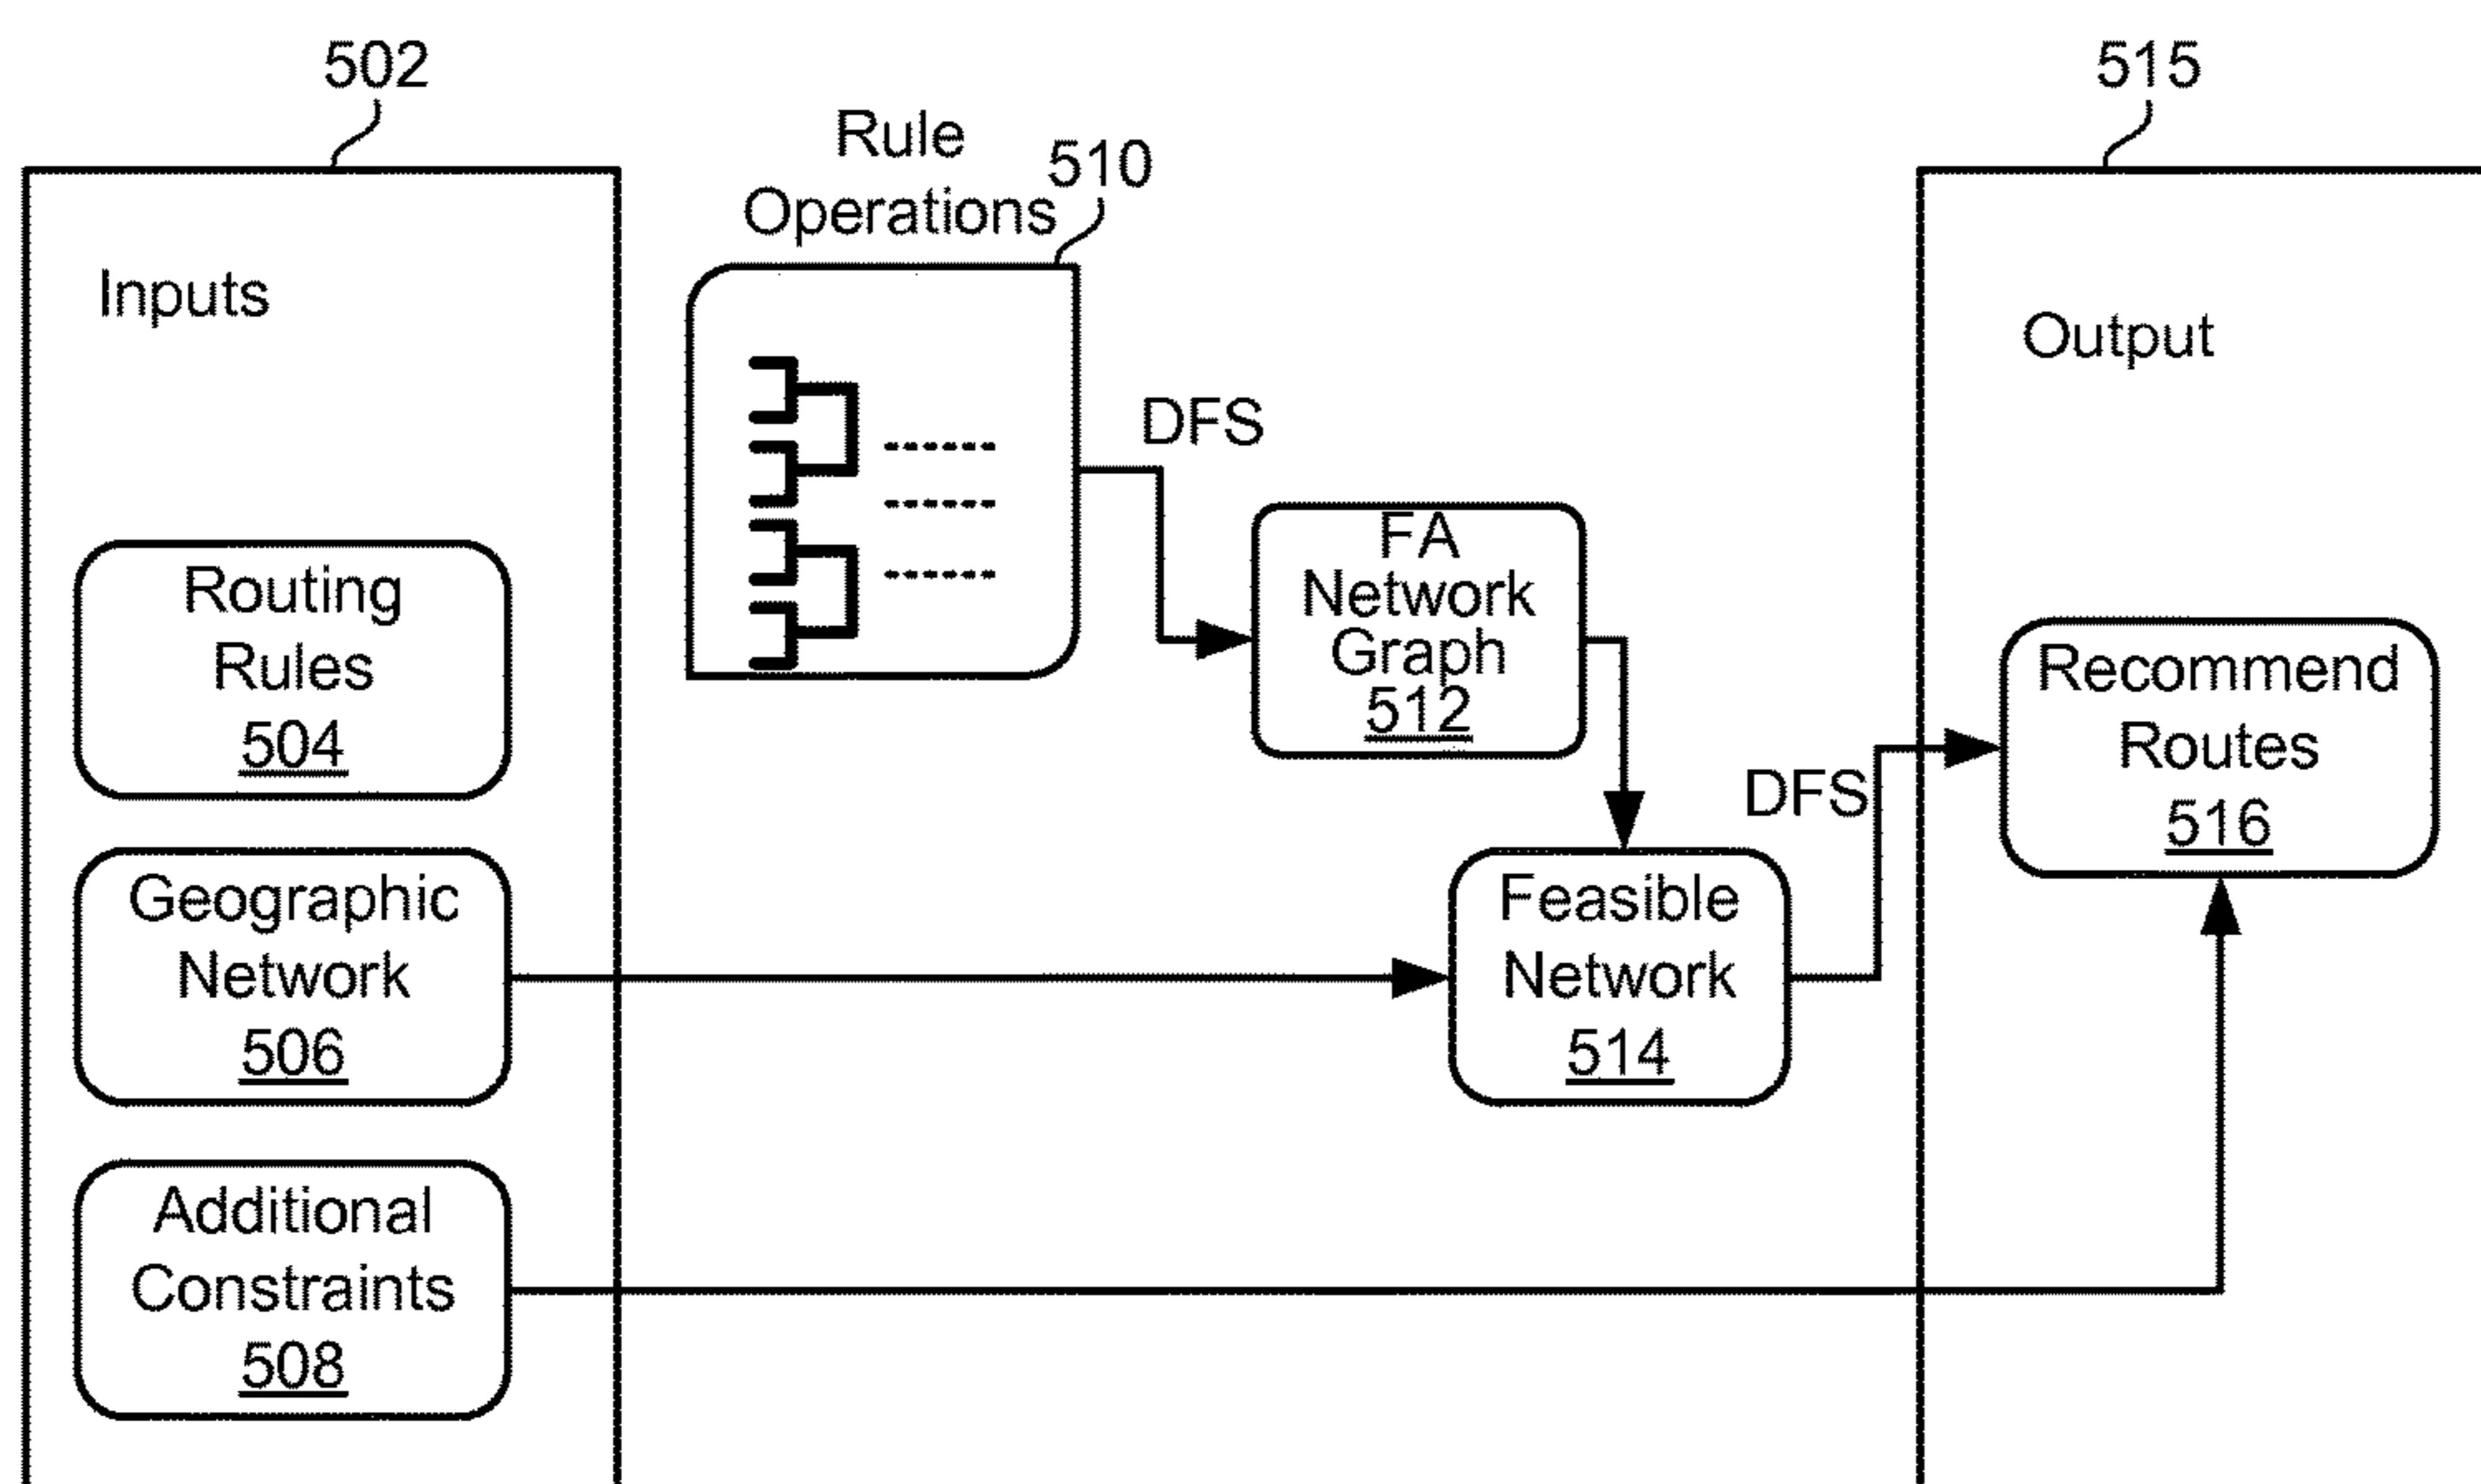 502
Inputs
Routing
Rules
504
Geographic
Network
506
Additional
Constraints
508
Rule
Operations
510
DFS
FA
Network
Graph
512
Feasible
Network
514
DFS
515
Output
Recommend
Routes
516